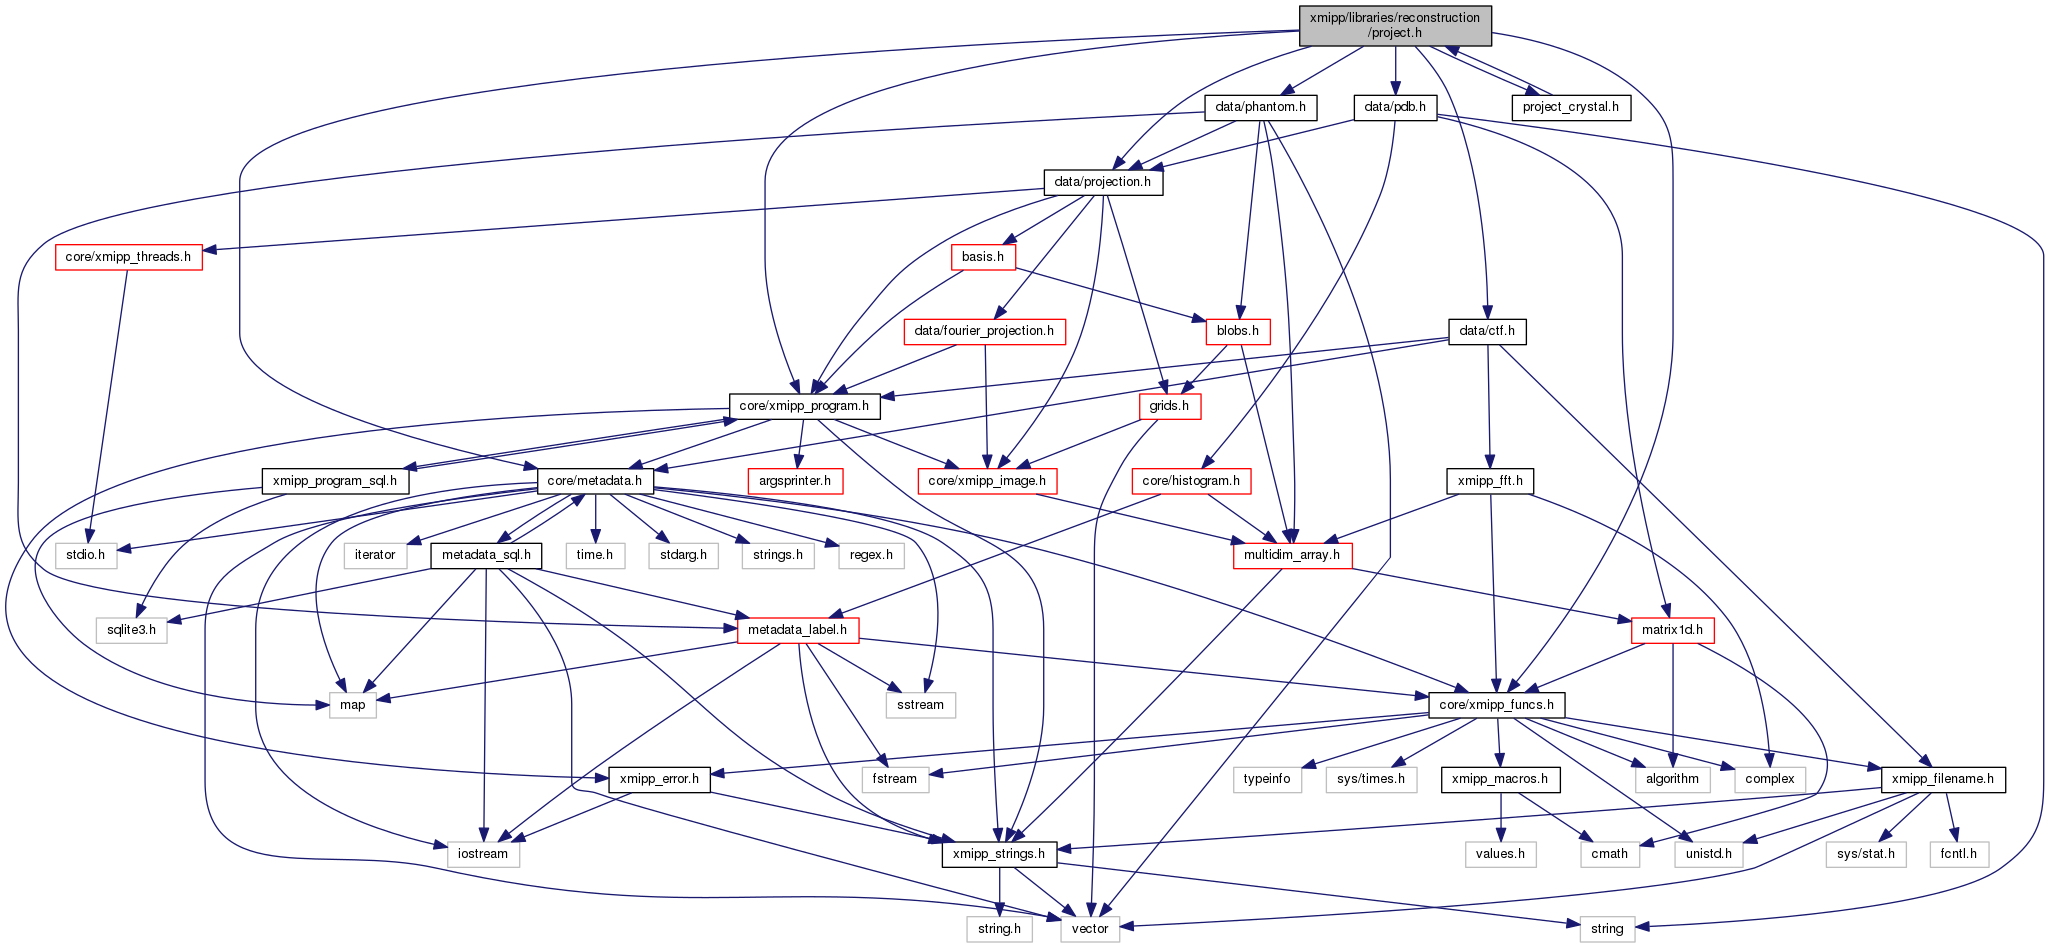 xmipp/libraries/reconstruction
/project.h
data/phantom.h
data/pdb.h
project_crystal.h
data/projection.h
core/xmipp_threads.h
basis.h
data/fourier_projection.h
blobs.h
data/ctf.h
core/xmipp_program.h
grids.h
xmipp_program_sql.h
core/metadata.h
argsprinter.h
core/xmipp_image.h
core/histogram.h
xmipp_fft.h
stdio.h
iterator
metadata_sql.h
time.h
stdarg.h
strings.h
regex.h
multidim_array.h
sqlite3.h
metadata_label.h
matrix1d.h
map
sstream
core/xmipp_funcs.h
xmipp_error.h
fstream
typeinfo
sys/times.h
xmipp_macros.h
algorithm
complex
xmipp_filename.h
iostream
xmipp_strings.h
values.h
cmath
unistd.h
sys/stat.h
fcntl.h
string.h
vector
string